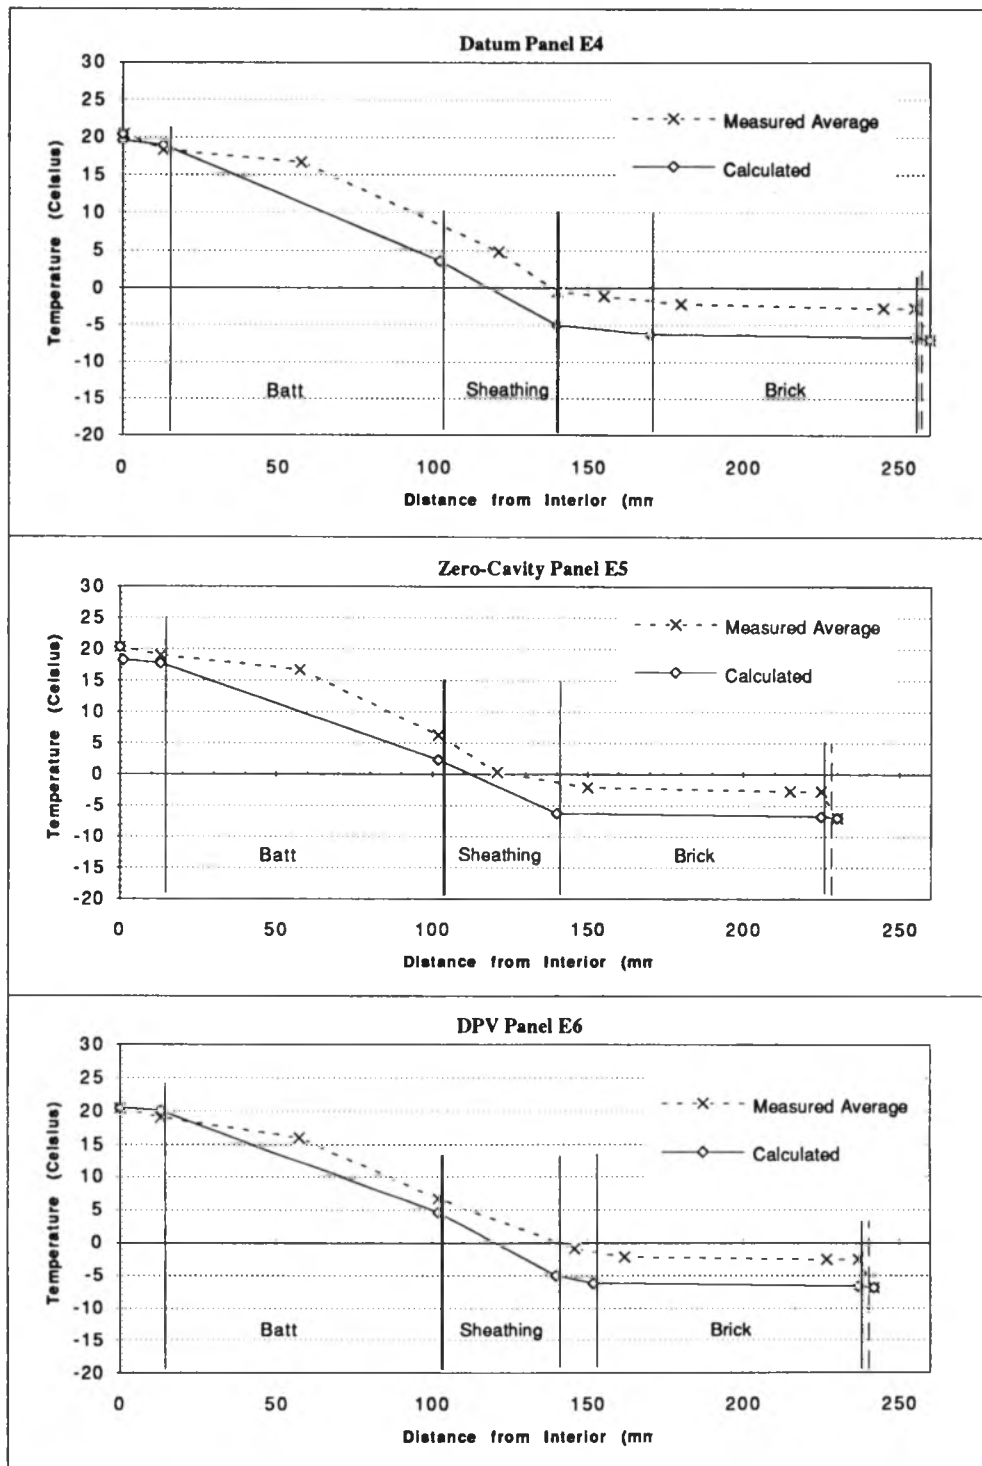 Datum Panel E4
30
25
20
15
10
5
0
-5
-10
-15
-20
Temperature (Celsius)
Measured Average
Calculated
Batt
Sheathing
Brick
0 50 100 150 200 250
Distance from Interior (mm
Zero-Cavity Panel E5
30
25
20
15
10
5
0
-5
-10
-15
-20
Temperature (Celsius)
Measured Average
Calculated
Batt
Sheathing
Brick
0 50 100 150 200 250
Distance from Interior (mm
DPV Panel E6
30
25
20
15
10
5
0
-5
-10
-15
-20
Temperature (Celsius)
Measured Average
Calculated
Batt
Sheathing
Brick
0 50 100 150 200 250
Distance from Interior (mm